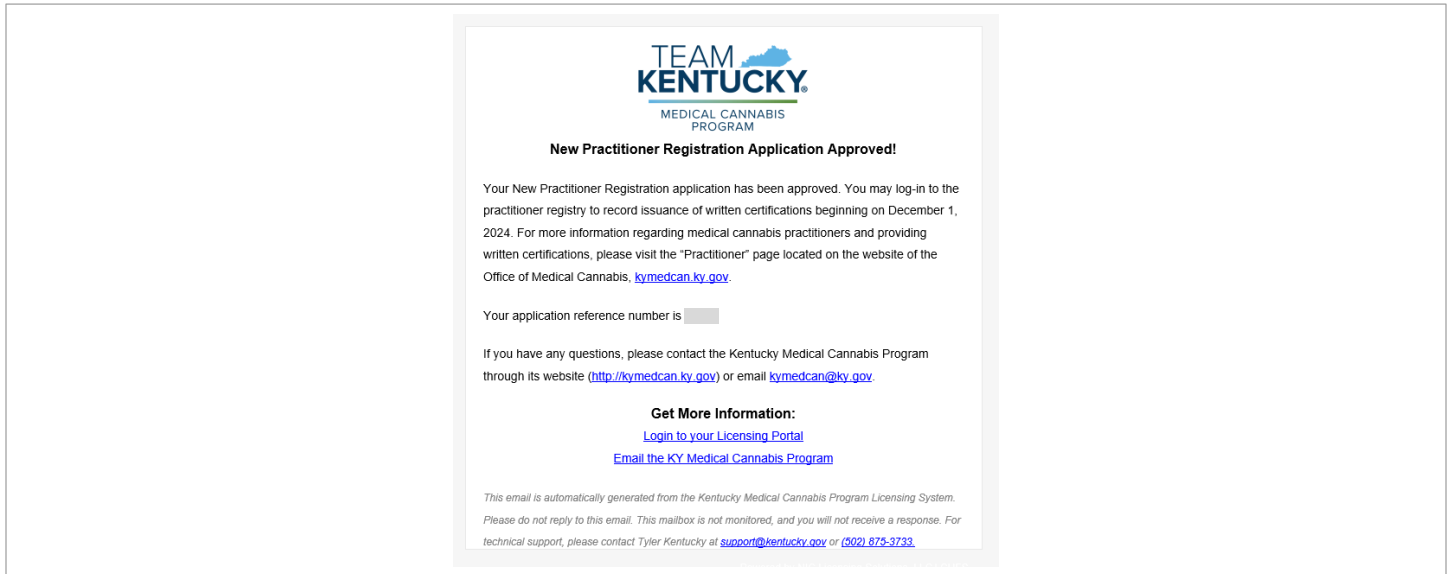 TEAM
KENTUCKY®
MEDICAL CANNABIS
PROGRAM
New Practitioner Registration Application Approved!
Your New Practitioner Registration application has been approved. You may log-in to the
practitioner registry to record issuance of written certifications beginning on December 1,
2024. For more information regarding medical cannabis practitioners and providing
written certifications, please visit the “Practitioner” page located on the website of the
Office of Medical Cannabis, kymedcan.ky.gov.
Your application reference number is
If you have any questions, please contact the Kentucky Medical Cannabis Program
through its website (http://kymedcan.ky.gov) or email kymedcan@ky.gov.
Get More Information:
Login to your Licensing Portal
Email the KY Medical Cannabis Program
This email is automatically generated from the Kentucky Medical Cannabis Program Licensing System.
Please do not reply to this email. This mailbox is not monitored, and you will not receive a response. For
technical support, please contact Tyler Kentucky at support@kentucky.gov or (502) 875-3733.